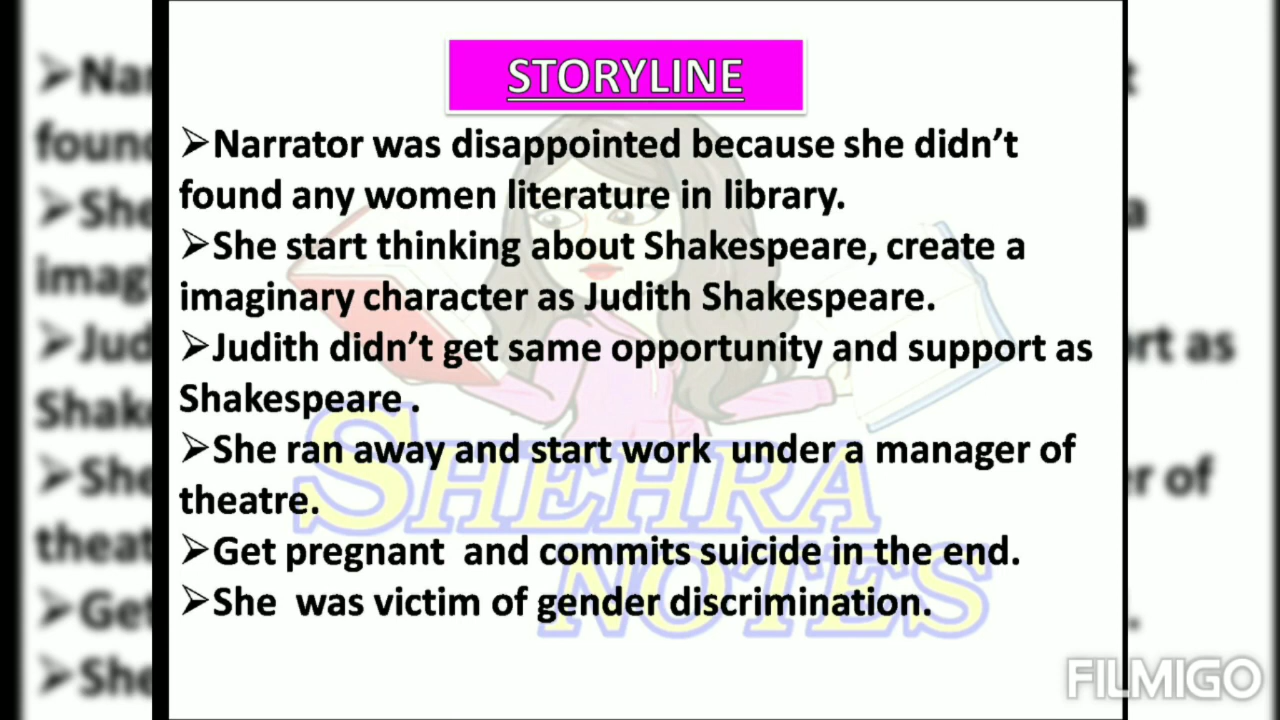 STORYLINE
➢Narrator was disappointed because she didn’t
found any women literature in library.
➢She start thinking about Shakespeare, create a
imaginary character as Judith Shakespeare.
➢Judith didn’t get same opportunity and support as
Shakespeare .
➢She ran away and start work  under a manager of
theatre.
➢Get pregnant  and commits suicide in the end.
➢She  was victim of gender discrimination.
SHEHRA
NOTES
FILMIGO